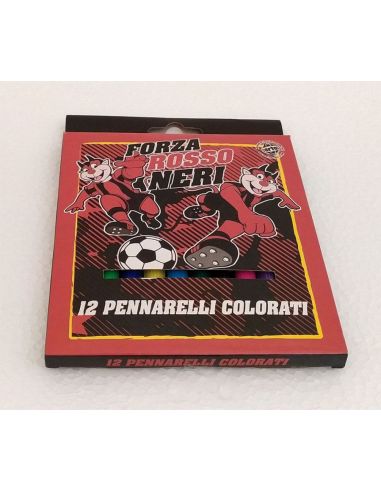 FORZA
ROSSO
NERI
12 PENNARELLI COLORATI
12 PENNARELLI COLORATI